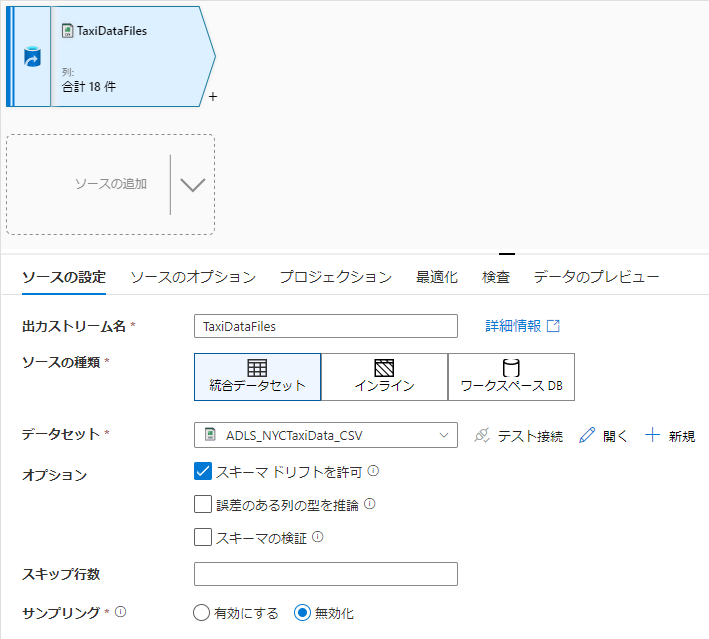 TaxiDataFiles
列:
合計 18 件
+
ソースの追加
ソースの設定 ソースのオプション プロジェクション 最適化 検査 データのプレビュー
出力ストリーム名 * TaxiDataFiles 詳細情報
ソースの種類 * 統合データセット インライン ワークスペース DB
データセット * ADLS_NYCTaxiData_CSV テスト接続 開く 新規
オプション スキーマ ドリフトを許可
誤差のある列の型を推論
スキーマの検証
スキップ行数
サンプリング * 有効にする 無効化